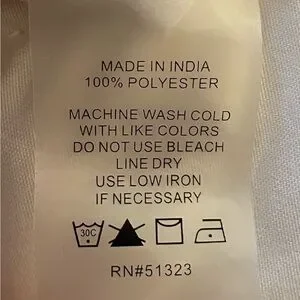 MADE IN INDIA
100% POLYESTER
MACHINE WASH COLD
WITH LIKE COLORS
DO NOT USE BLEACH
LINE DRY
USE LOW IRON
IF NECESSARY
30C
RN#51323